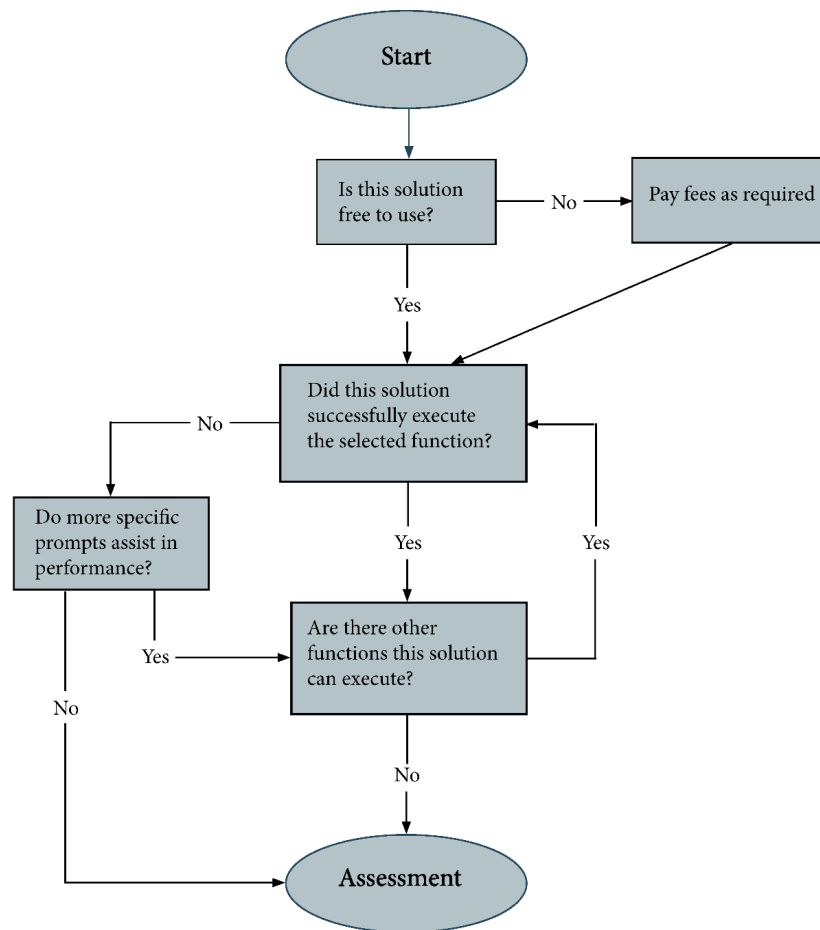 Start
Is this solution
free to use?
No
Pay fees as required
Yes
Did this solution
successfully execute
the selected function?
No
Do more specific
prompts assist in
performance?
Yes
Yes
Are there other
functions this solution
can execute?
Yes
No
No
Assessment